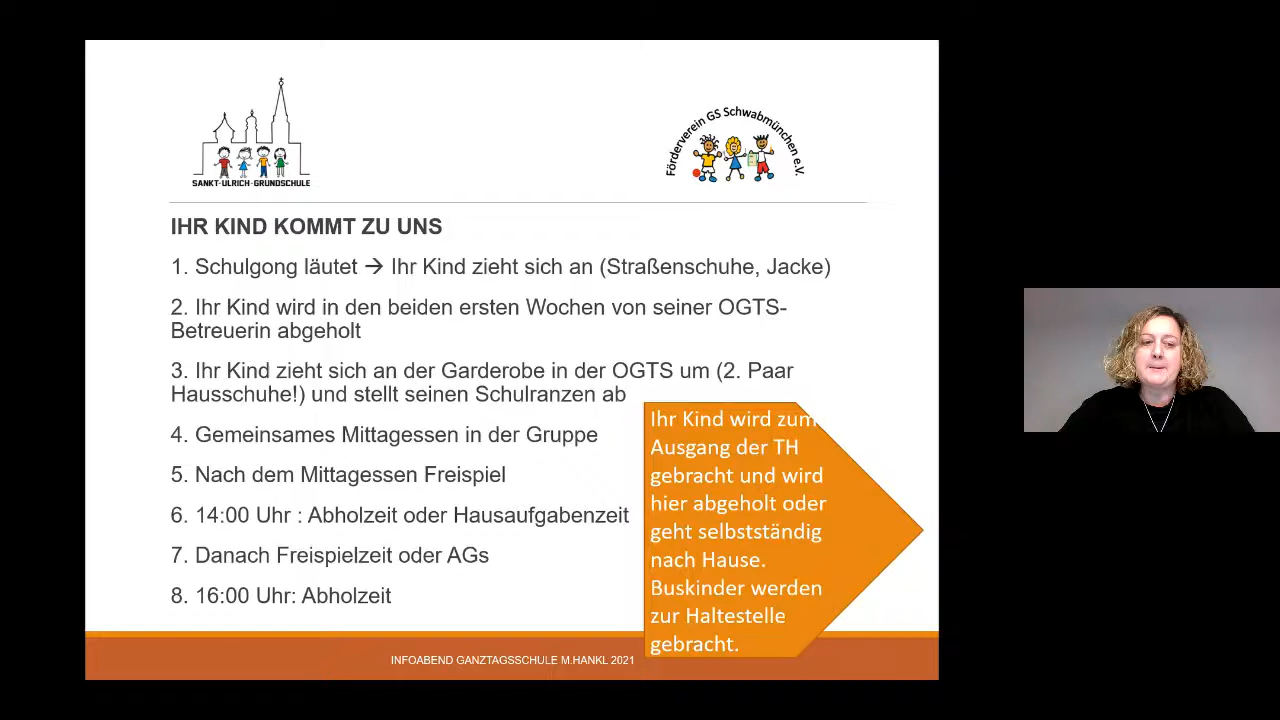 SANKT-ULRICH-GRUNDSCHULE
Förderverein GS Schwabmünchen e.V.
IHR KIND KOMMT ZU UNS
1. Schulgong läutet → Ihr Kind zieht sich an (Straßenschuhe, Jacke)
2. Ihr Kind wird in den beiden ersten Wochen von seiner OGTS-
Betreuerin abgeholt
3. Ihr Kind zieht sich an der Garderobe in der OGTS um (2. Paar
Hausschuhe!) und stellt seinen Schulranzen ab
4. Gemeinsames Mittagessen in der Gruppe
5. Nach dem Mittagessen Freispiel
6. 14:00 Uhr : Abholzeit oder Hausaufgabenzeit
7. Danach Freispielzeit oder AGs
8. 16:00 Uhr: Abholzeit
Ihr Kind wird zum
Ausgang der TH
gebracht und wird
hier abgeholt oder
geht selbstständig
nach Hause.
Buskinder werden
zur Haltestelle
gebracht.
INFOABEND GANZTAGSSCHULE M.HANKL 2021